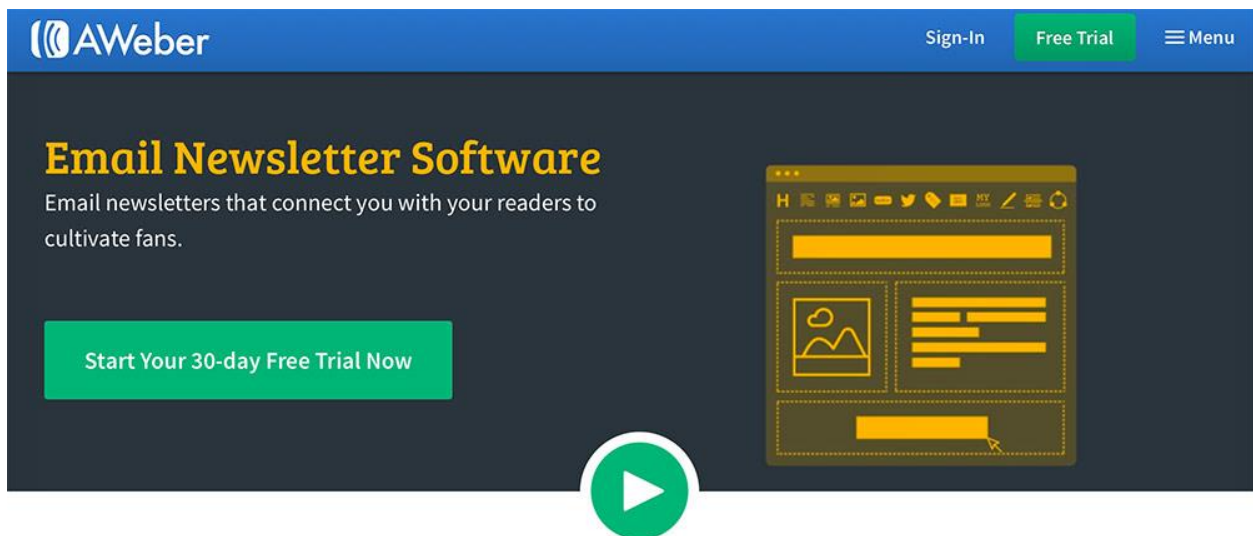 AWeber
Sign-In
Free Trial
Menu
Email Newsletter Software
Email newsletters that connect you with your readers to
cultivate fans.
H
MY
Start Your 30-day Free Trial Now